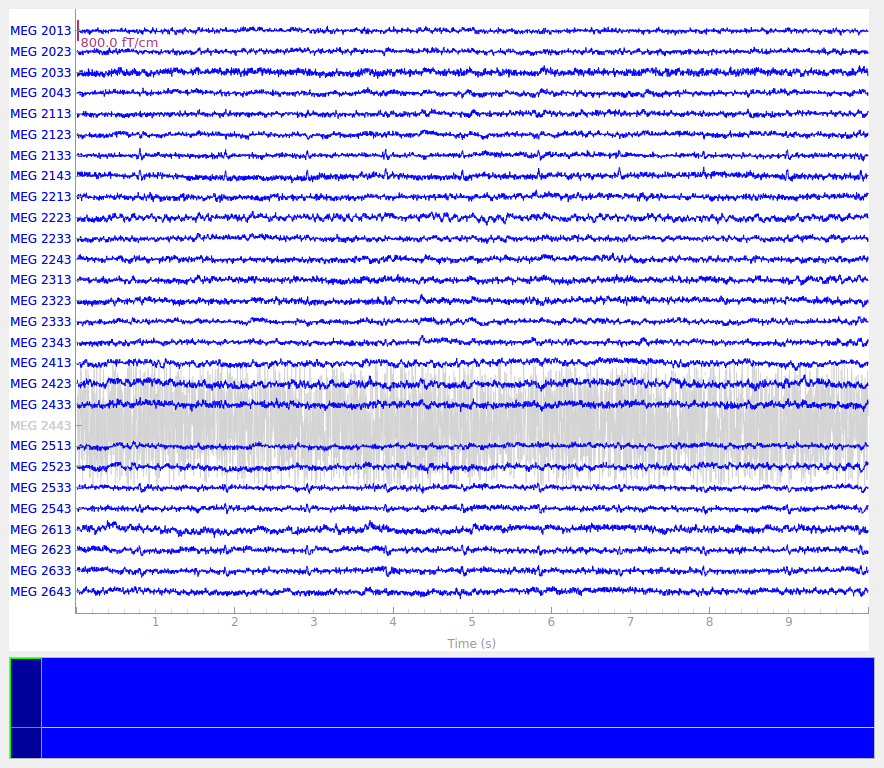 MEG 2013
800.0 fT/cm
MEG 2023
MEG 2033
MEG 2043
MEG 2113
MEG 2123
MEG 2133
MEG 2143
MEG 2213
MEG 2223
MEG 2233
MEG 2243
MEG 2313
MEG 2323
MEG 2333
MEG 2343
MEG 2413
MEG 2423
MEG 2433
MEG 2443
MEG 2513
MEG 2523
MEG 2533
MEG 2543
MEG 2613
MEG 2623
MEG 2633
MEG 2643
1 2 3 4 5 6 7 8 9
Time (s)